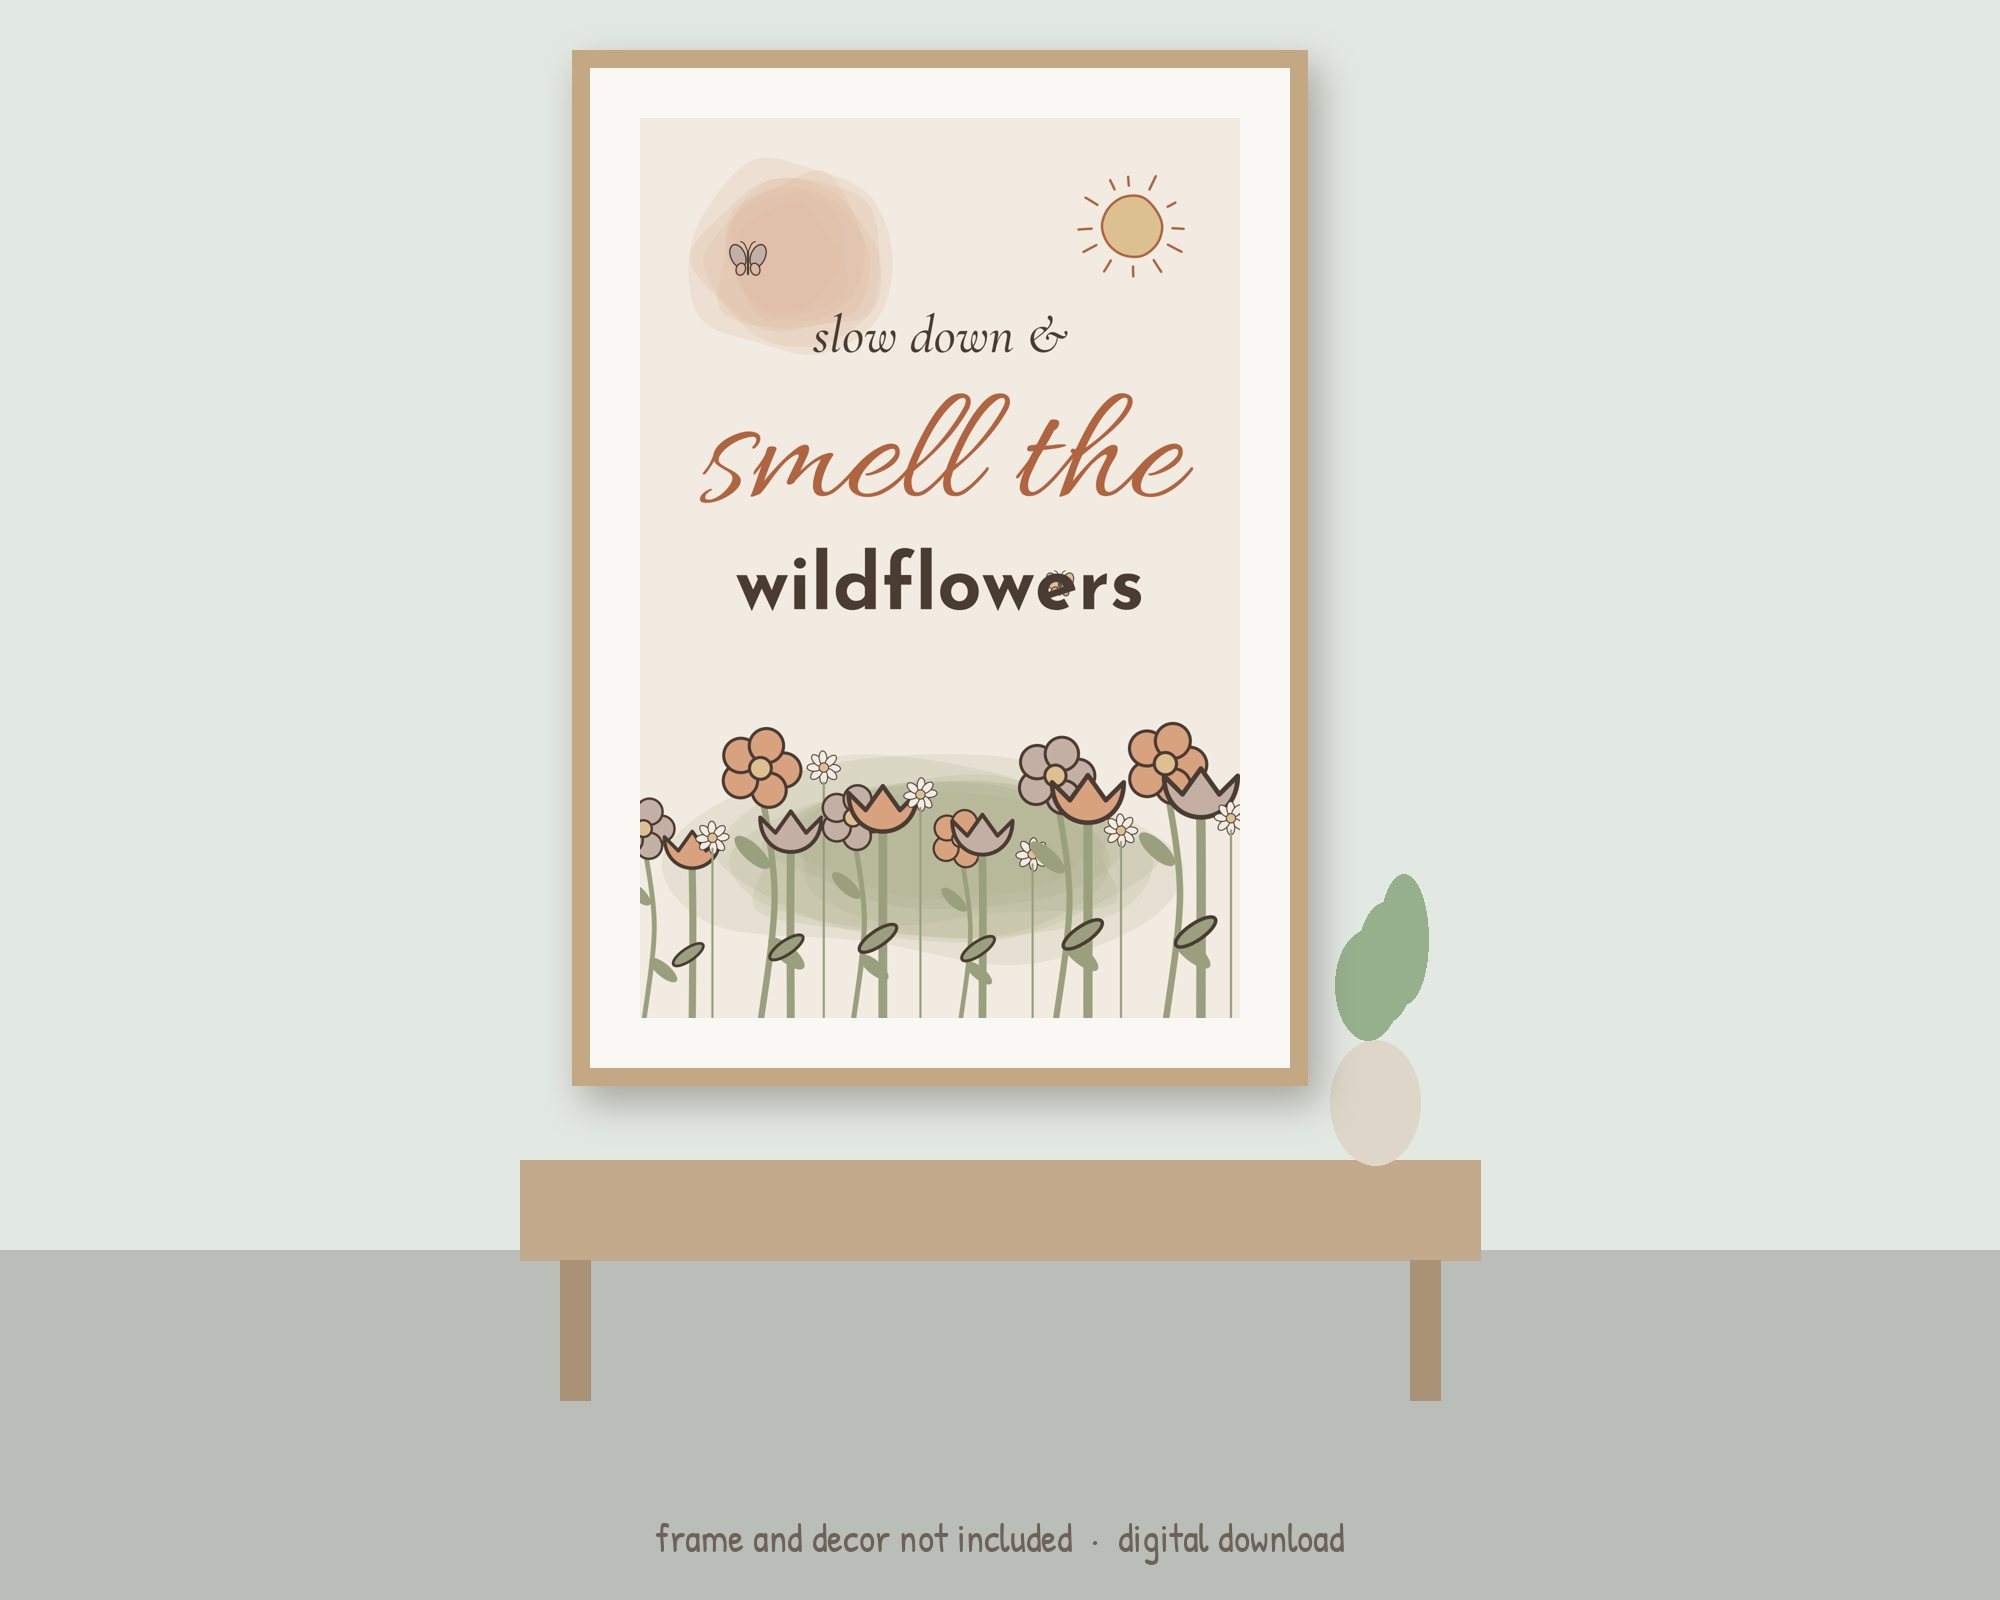 slow down &
smell the
wildflowers
frame and decor not included · digital download